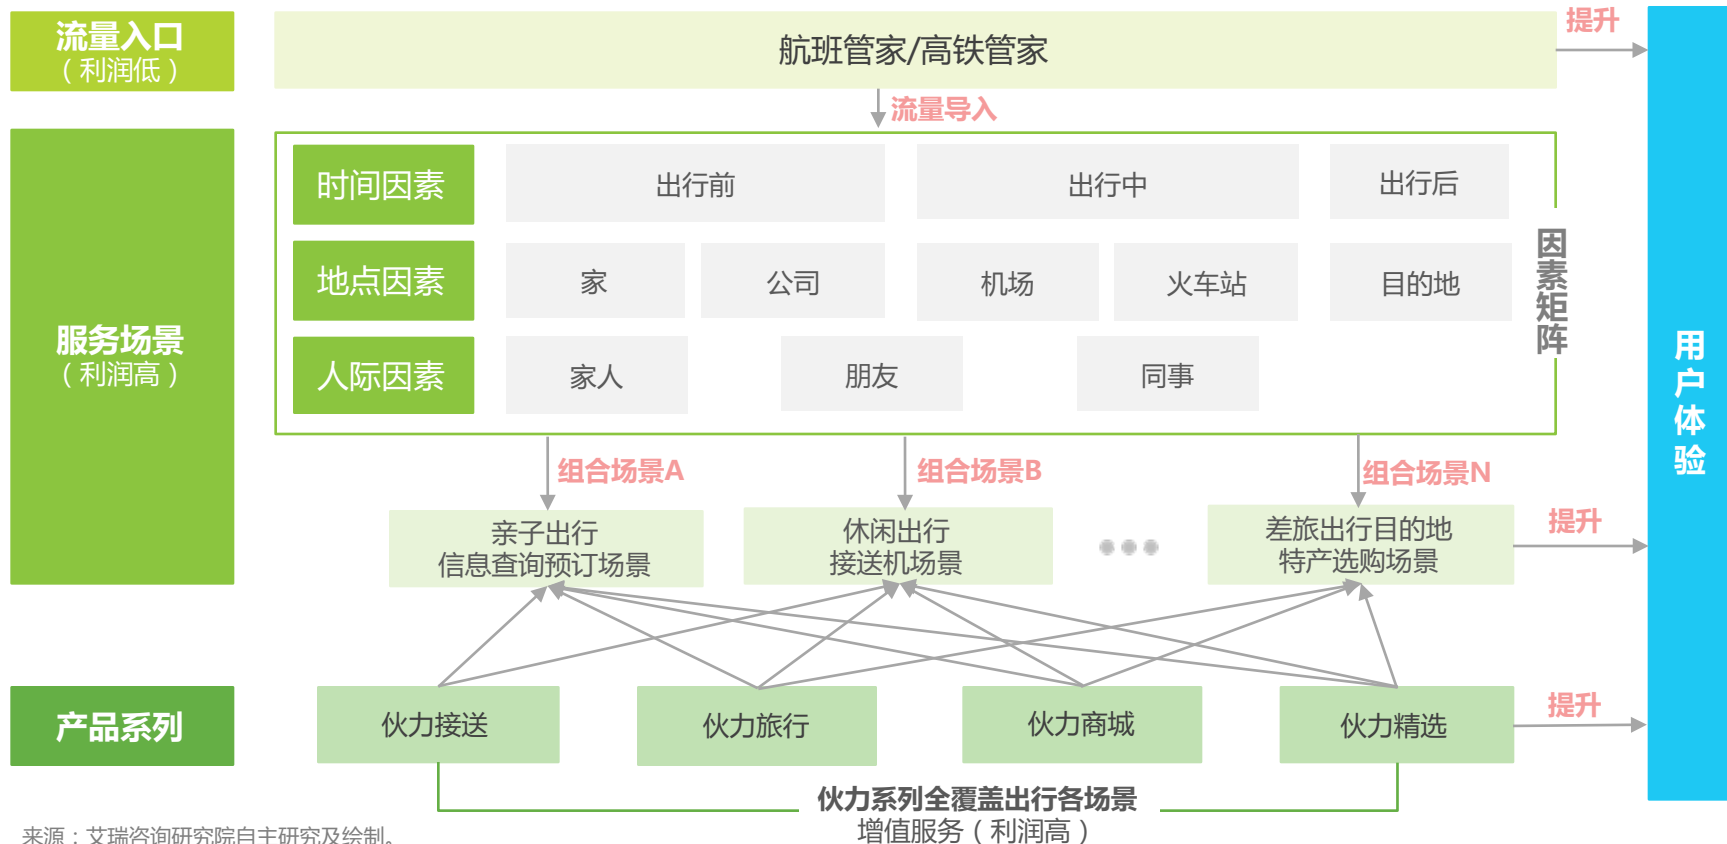 流量入口
（利润低）
航班管家/高铁管家
提升
流量导入
服务场景
（利润高）
时间因素
出行前
出行中
出行后
地点因素
家
公司
机场
火车站
目的地
人际因素
家人
朋友
同事
因素矩阵
用户体验
组合场景A
组合场景B
组合场景N
亲子出行
信息查询预订场景
休闲出行
接送机场景
差旅出行目的地
特产选购场景
提升
产品系列
伙力接送
伙力旅行
伙力商城
伙力精选
提升
伙力系列全覆盖出行各场景
增值服务（利润高）
来源：艾瑞咨询研究院自主研究及绘制。